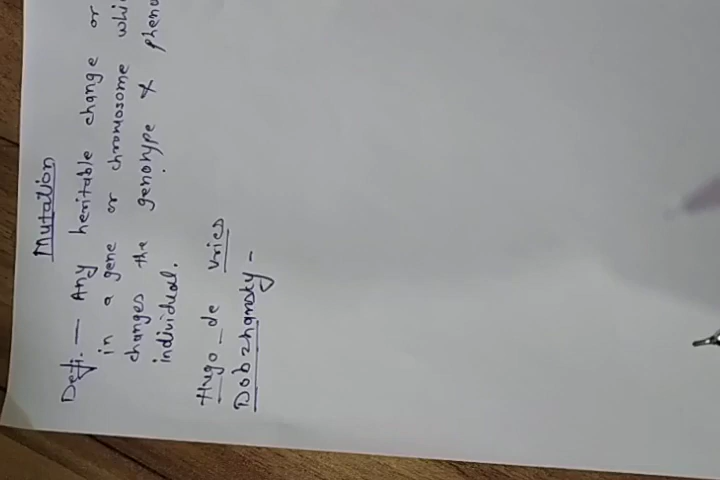 Mutation
Defi. — Any heritable change or
in a gene or chromosome whi
changes the genotype & pheno
individual.
Hugo-de Vries
Dobzhansky -